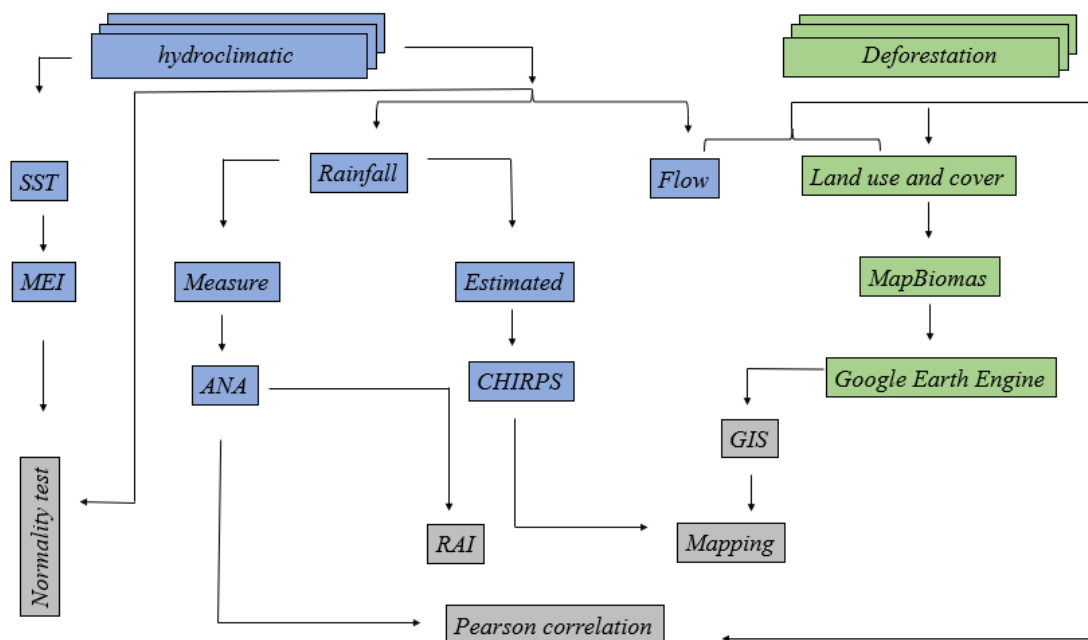 hydroclimatic
Deforestation
SST
Rainfall
Flow
Land use and cover
MEI
Measure
Estimated
MapBiomas
ANA
CHIRPS
Google Earth Engine
GIS
Normality test
RAI
Mapping
Pearson correlation